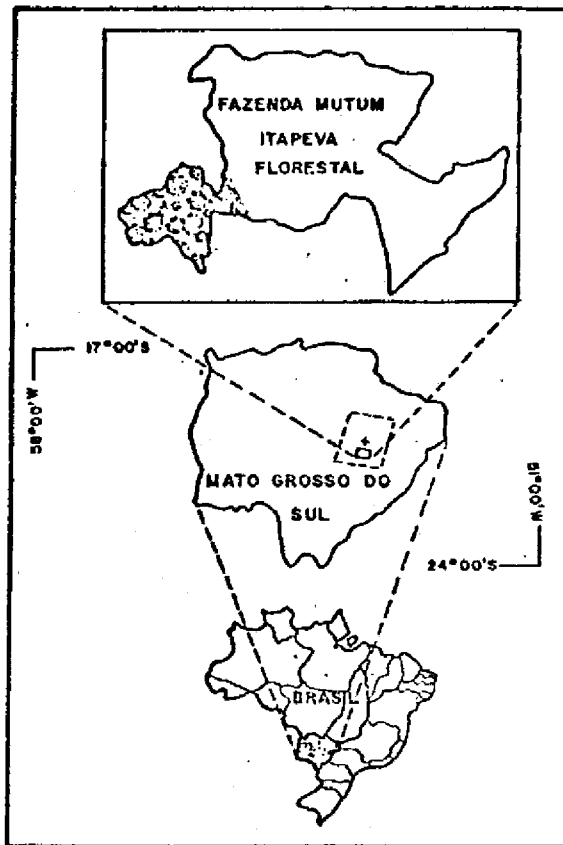 FAZENDA MUTUM
ITAPEVA
FLORESTAL
17°00'S
58°00'W
MATO GROSSO DO
SUL
51°00'W
24°00'S
BRASIL